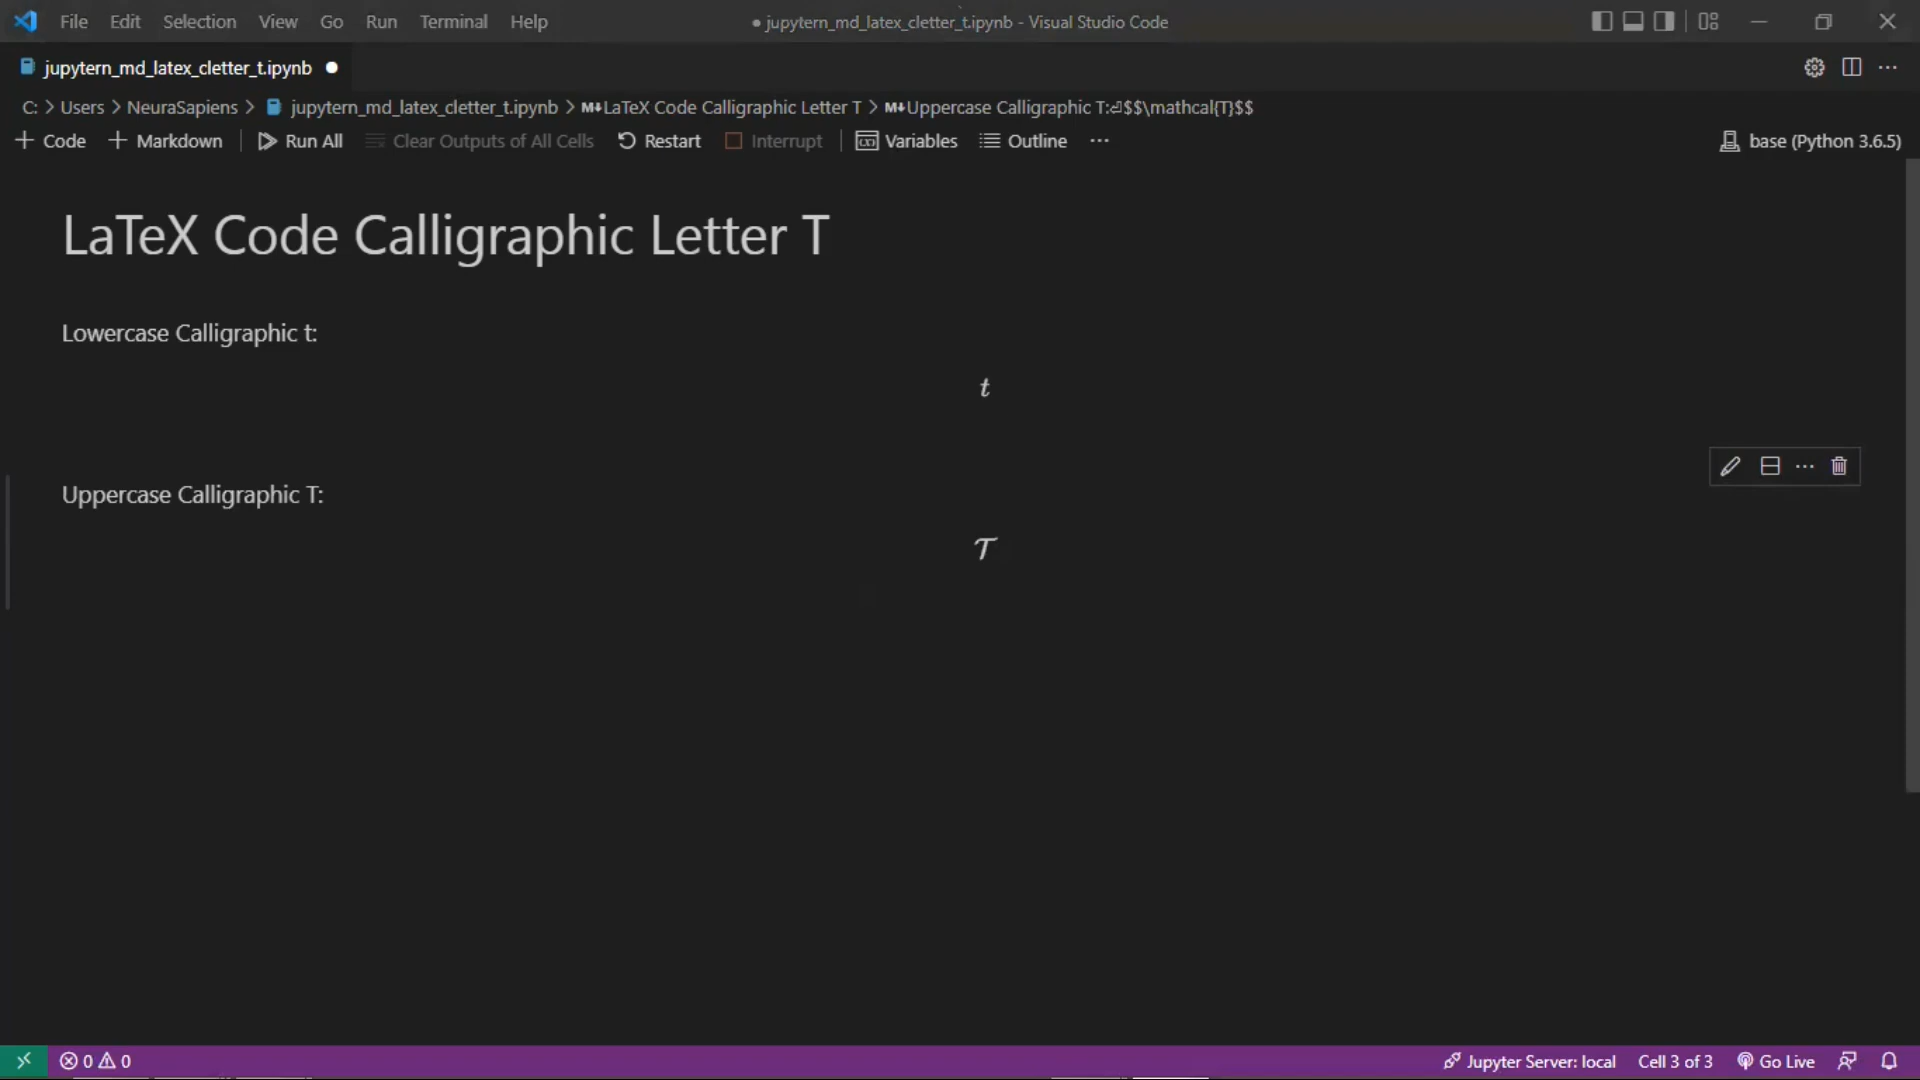 File Edit Selection View Go Run Terminal Help ● jupytern_md_latex_cletter_t.ipynb - Visual Studio Code
jupytern_md_latex_cletter_t.ipynb ●
C: > Users > NeuraSapiens > jupytern_md_latex_cletter_t.ipynb > M↓LaTeX Code Calligraphic Letter T > M↓Uppercase Calligraphic T:⏎$$\mathcal{T}$$
+ Code + Markdown Run All Clear Outputs of All Cells Restart Interrupt Variables Outline ··· base (Python 3.6.5)
LaTeX Code Calligraphic Letter T
Lowercase Calligraphic t:
t
Uppercase Calligraphic T:
𝒯
0 0 Jupyter Server: local Cell 3 of 3 Go Live